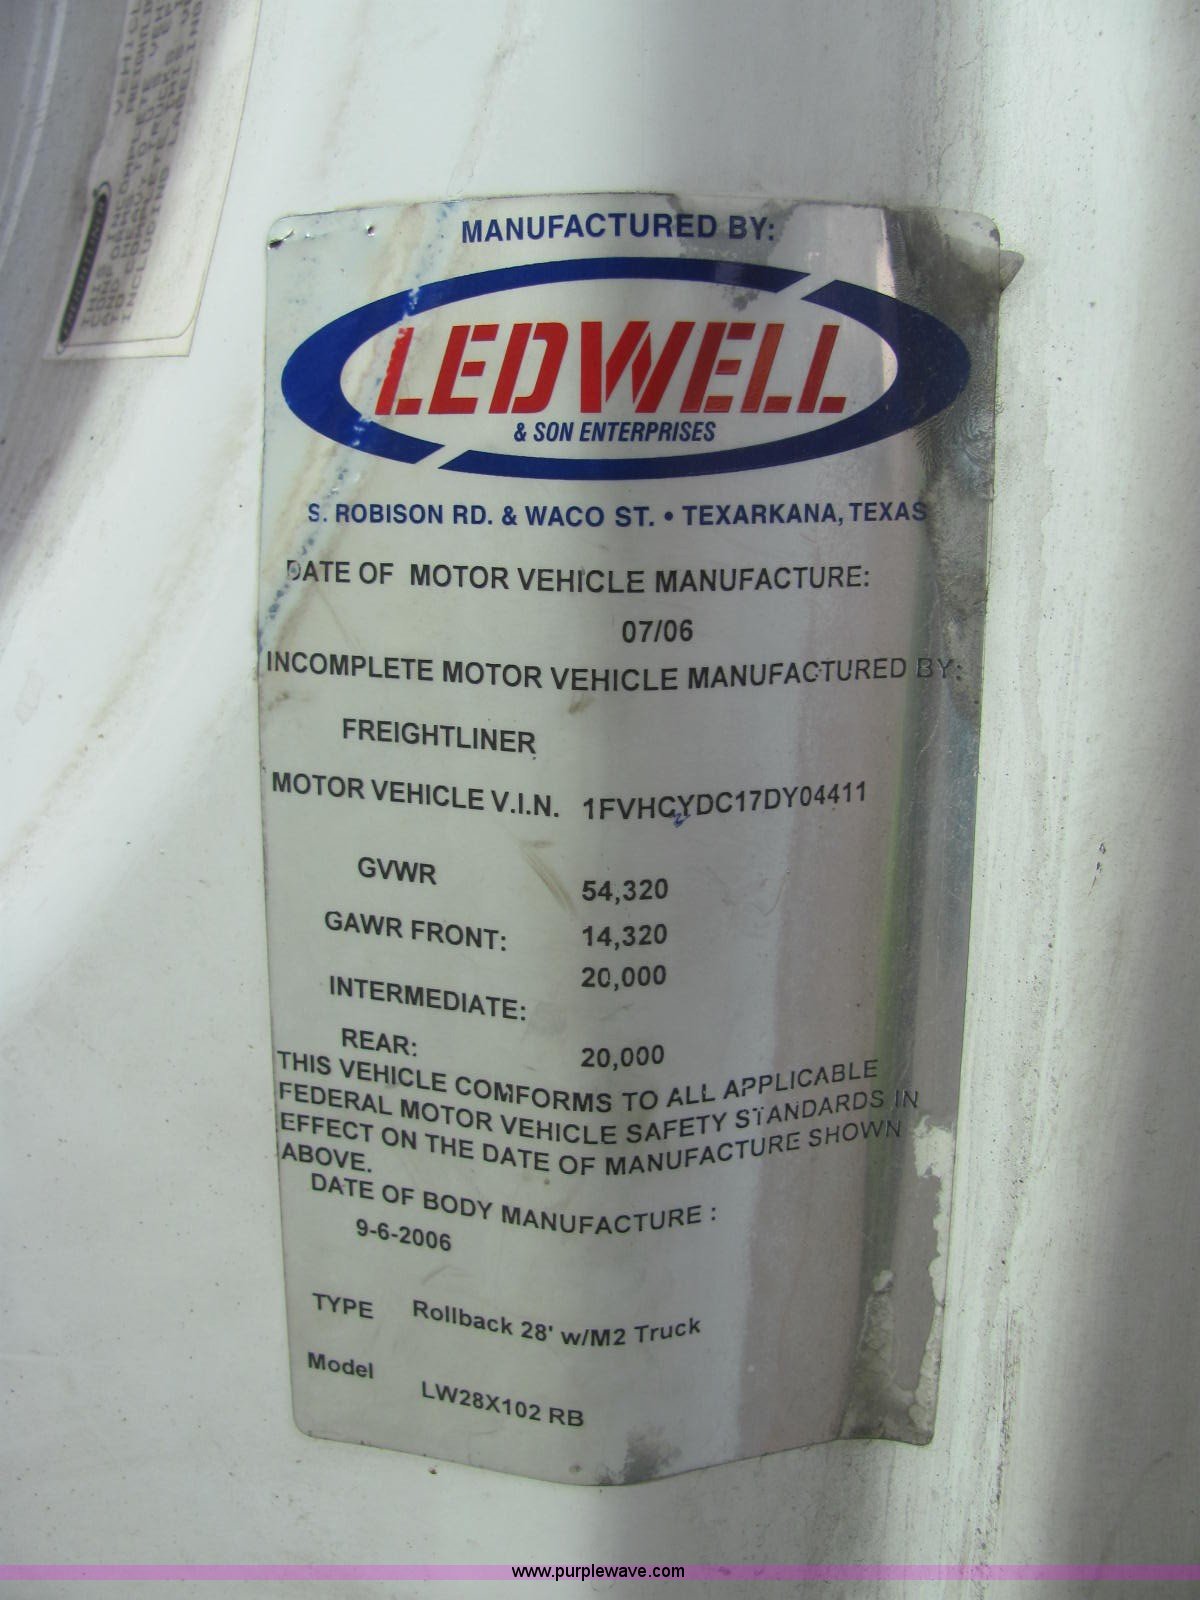 MANUFACTURED BY:
LEDWELL
& SON ENTERPRISES
S. ROBISON RD. & WACO ST. • TEXARKANA, TEXAS
DATE OF MOTOR VEHICLE MANUFACTURE:
07/06
INCOMPLETE MOTOR VEHICLE MANUFACTURED BY:
FREIGHTLINER
MOTOR VEHICLE V.I.N. 1FVHCYDC17DY04411
GVWR 54,320
GAWR FRONT: 14,320
INTERMEDIATE: 20,000
REAR: 20,000
THIS VEHICLE COMFORMS TO ALL APPLICABLE
FEDERAL MOTOR VEHICLE SAFETY STANDARDS IN
EFFECT ON THE DATE OF MANUFACTURE SHOWN
ABOVE.
DATE OF BODY MANUFACTURE :
9-6-2006
TYPE Rollback 28' w/M2 Truck
Model LW28X102 RB
www.purplewave.com